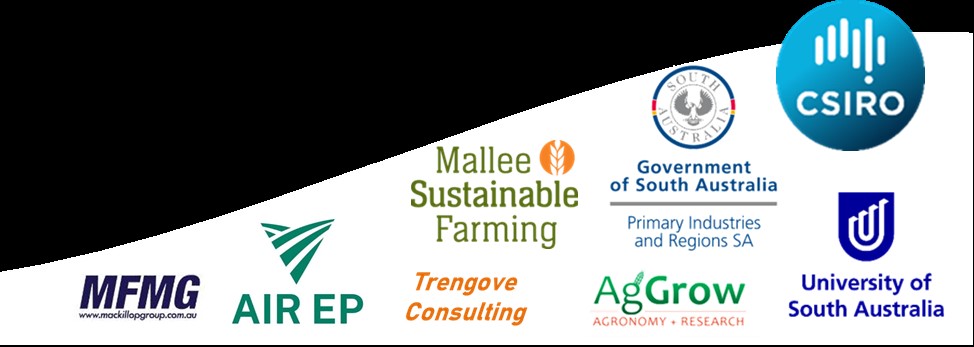 CSIRO
SOUTH AUSTRALIA
Government
of South Australia
Primary Industries
and Regions SA
Mallee
Sustainable
Farming
University of
South Australia
MFMG
www.mackillopgroup.com.au
AIR EP
Trengove
Consulting
AgGrow
AGRONOMY + RESEARCH